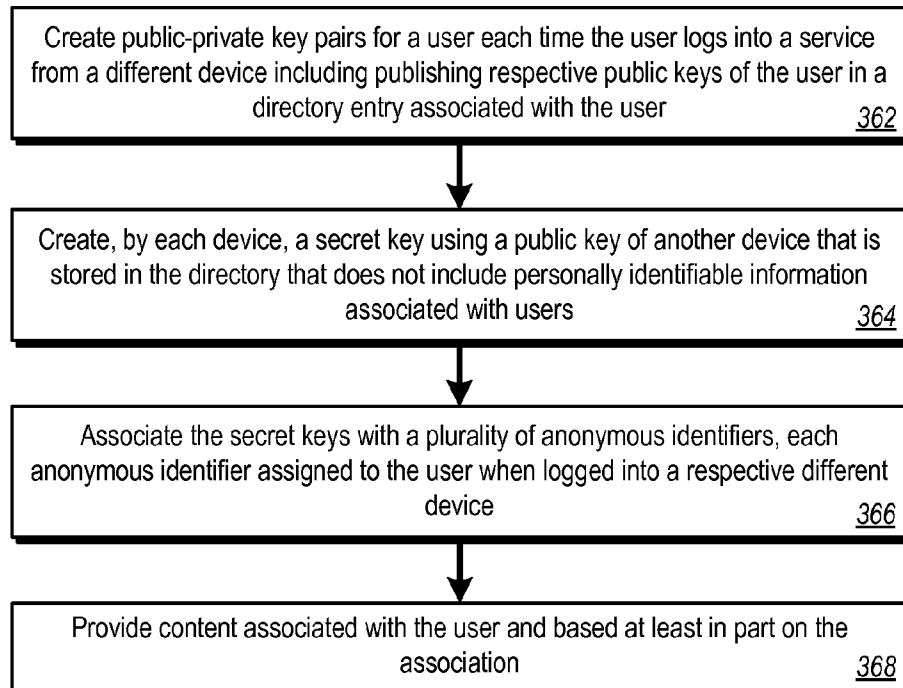 Create public-private key pairs for a user each time the user logs into a service
from a different device including publishing respective public keys of the user in a
directory entry associated with the user
362
Create, by each device, a secret key using a public key of another device that is
stored in the directory that does not include personally identifiable information
associated with users
364
Associate the secret keys with a plurality of anonymous identifiers, each
anonymous identifier assigned to the user when logged into a respective different
device
366
Provide content associated with the user and based at least in part on the
association
368